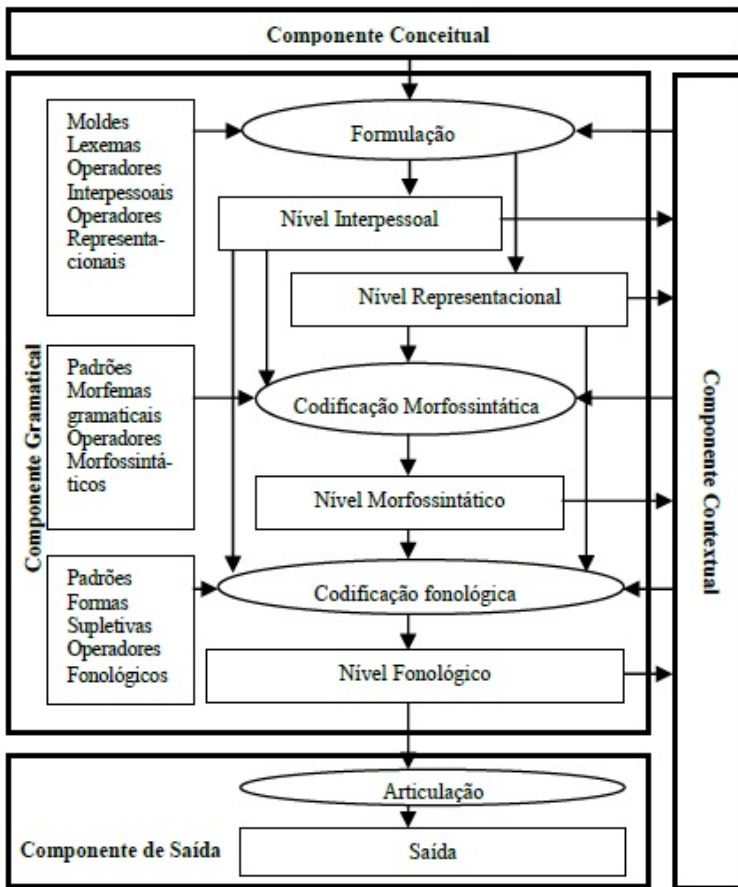 Componente Conceitual
Moldes
Lexemas
Operadores
Interpessoais
Operadores
Representa-
cionais
Formulação
Nível Interpessoal
Nível Representacional
Componente Gramatical
Padrões
Morfemas
gramaticais
Operadores
Morfossintá-
ticos
Codificação Morfossintática
Nível Morfossintático
Padrões
Formas
Supletivas
Operadores
Fonológicos
Codificação fonológica
Nível Fonológico
Componente Contextual
Articulação
Componente de Saída
Saída